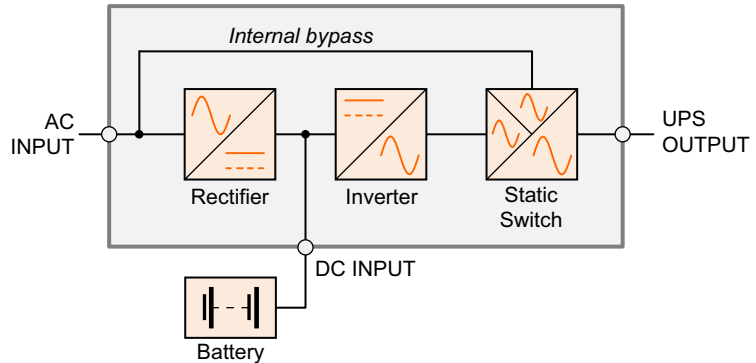 Internal bypass
AC
INPUT
UPS
OUTPUT
Rectifier
Inverter
Static
Switch
DC INPUT
Battery